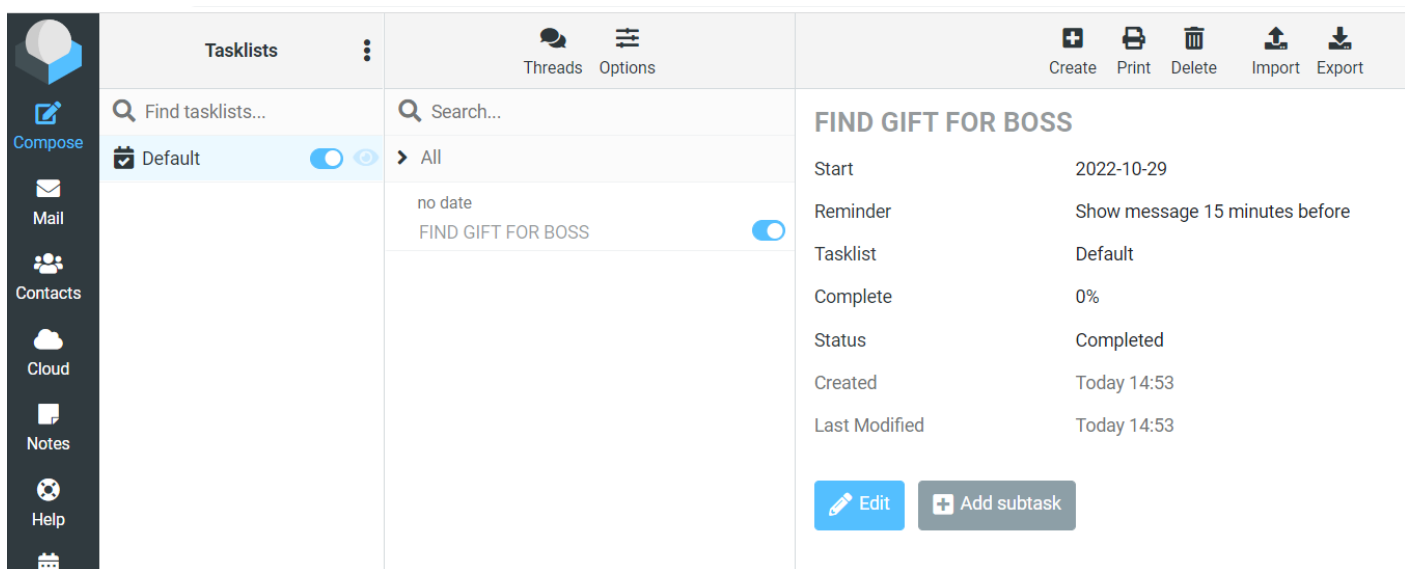 Tasklists
Threads Options
Create Print Delete Import Export
Compose
Mail
Contacts
Cloud
Notes
Help
Find tasklists...
Default
Search...
All
no date
FIND GIFT FOR BOSS
FIND GIFT FOR BOSS
Start 2022-10-29
Reminder Show message 15 minutes before
Tasklist Default
Complete 0%
Status Completed
Created Today 14:53
Last Modified Today 14:53
Edit Add subtask